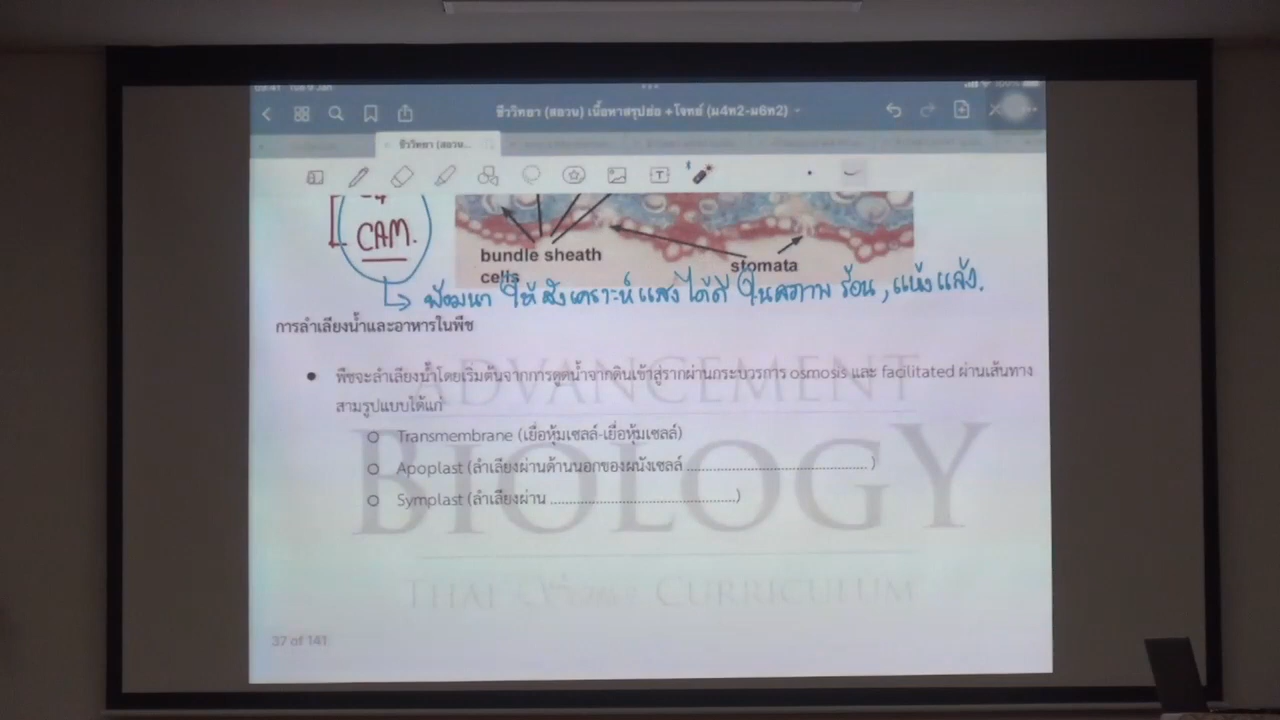 09:41 Tue 9 Jan
ชีววิทยา (สอวน) เนื้อหาสรุปย่อ +โจทย์ (ม4ท2-ม6ท2)
ชีววิทยา (สอวน...
CAM.
bundle sheath
cells
stomata
พัฒนา ให้ สังเคราะห์แสงได้ดี ในสภาพ ร้อน, แห้งแล้ง.
การลำเลียงน้ำและอาหารในพืช
● พืชจะลำเลียงน้ำโดยเริ่มต้นจากการดูดน้ำจากดินเข้าสู่รากผ่านกระบวรการ osmosis และ facilitated ผ่านเส้นทาง
สามรูปแบบได้แก่
○ Transmembrane (เยื่อหุ้มเซลล์-เยื่อหุ้มเซลล์)
○ Apoplast (ลำเลียงผ่านด้านนอกของผนังเซลล์ ........................................................ )
○ Symplast (ลำเลียงผ่าน .........................................................)
ADVANCEMENT
BIOLOGY
THAI Science CURRICULUM
37 of 141